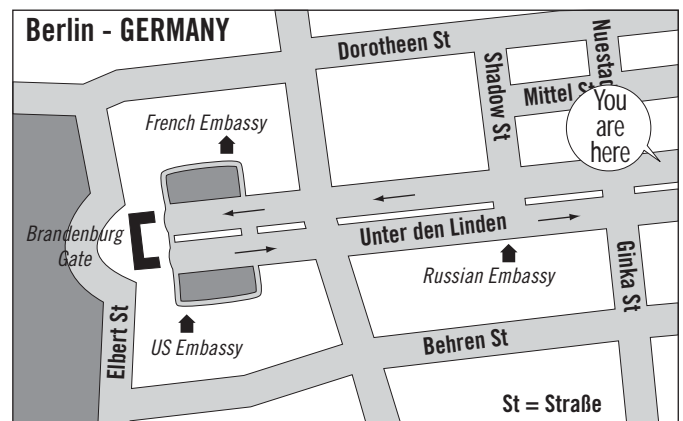 Berlin - GERMANY
Dorotheen St
Shadow St
Mittel St
You
are
here
French Embassy
Brandenburg
Gate
Unter den Linden
Russian Embassy
Ginka St
Elbert St
US Embassy
Behren St
St = Straße